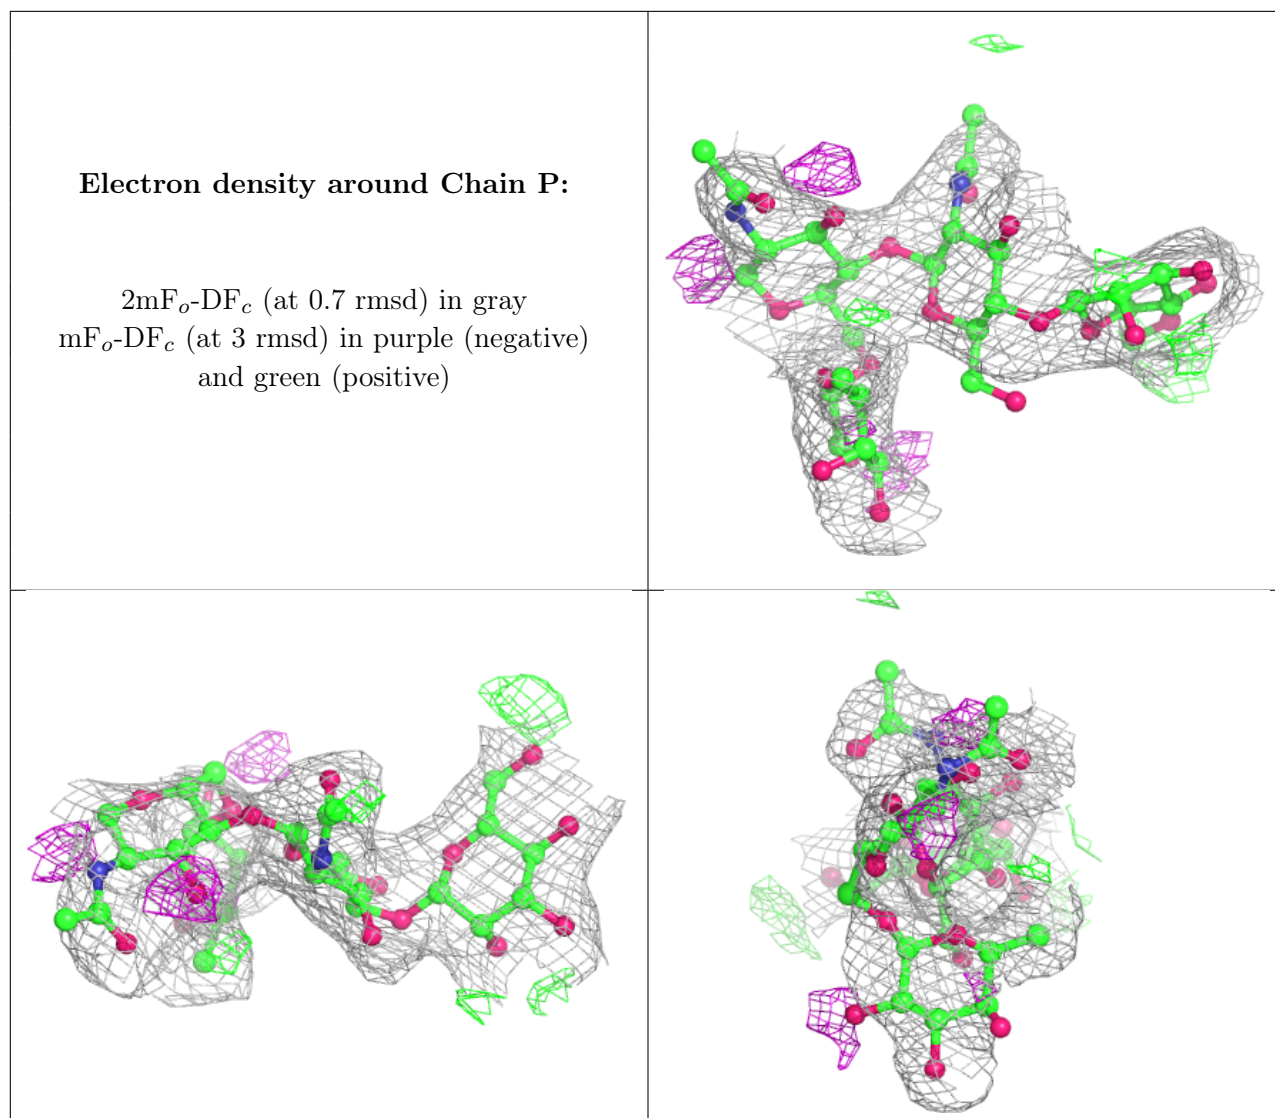 Electron density around Chain P:
2mFₒ-DF𝒸 (at 0.7 rmsd) in gray
mFₒ-DF𝒸 (at 3 rmsd) in purple (negative)
and green (positive)